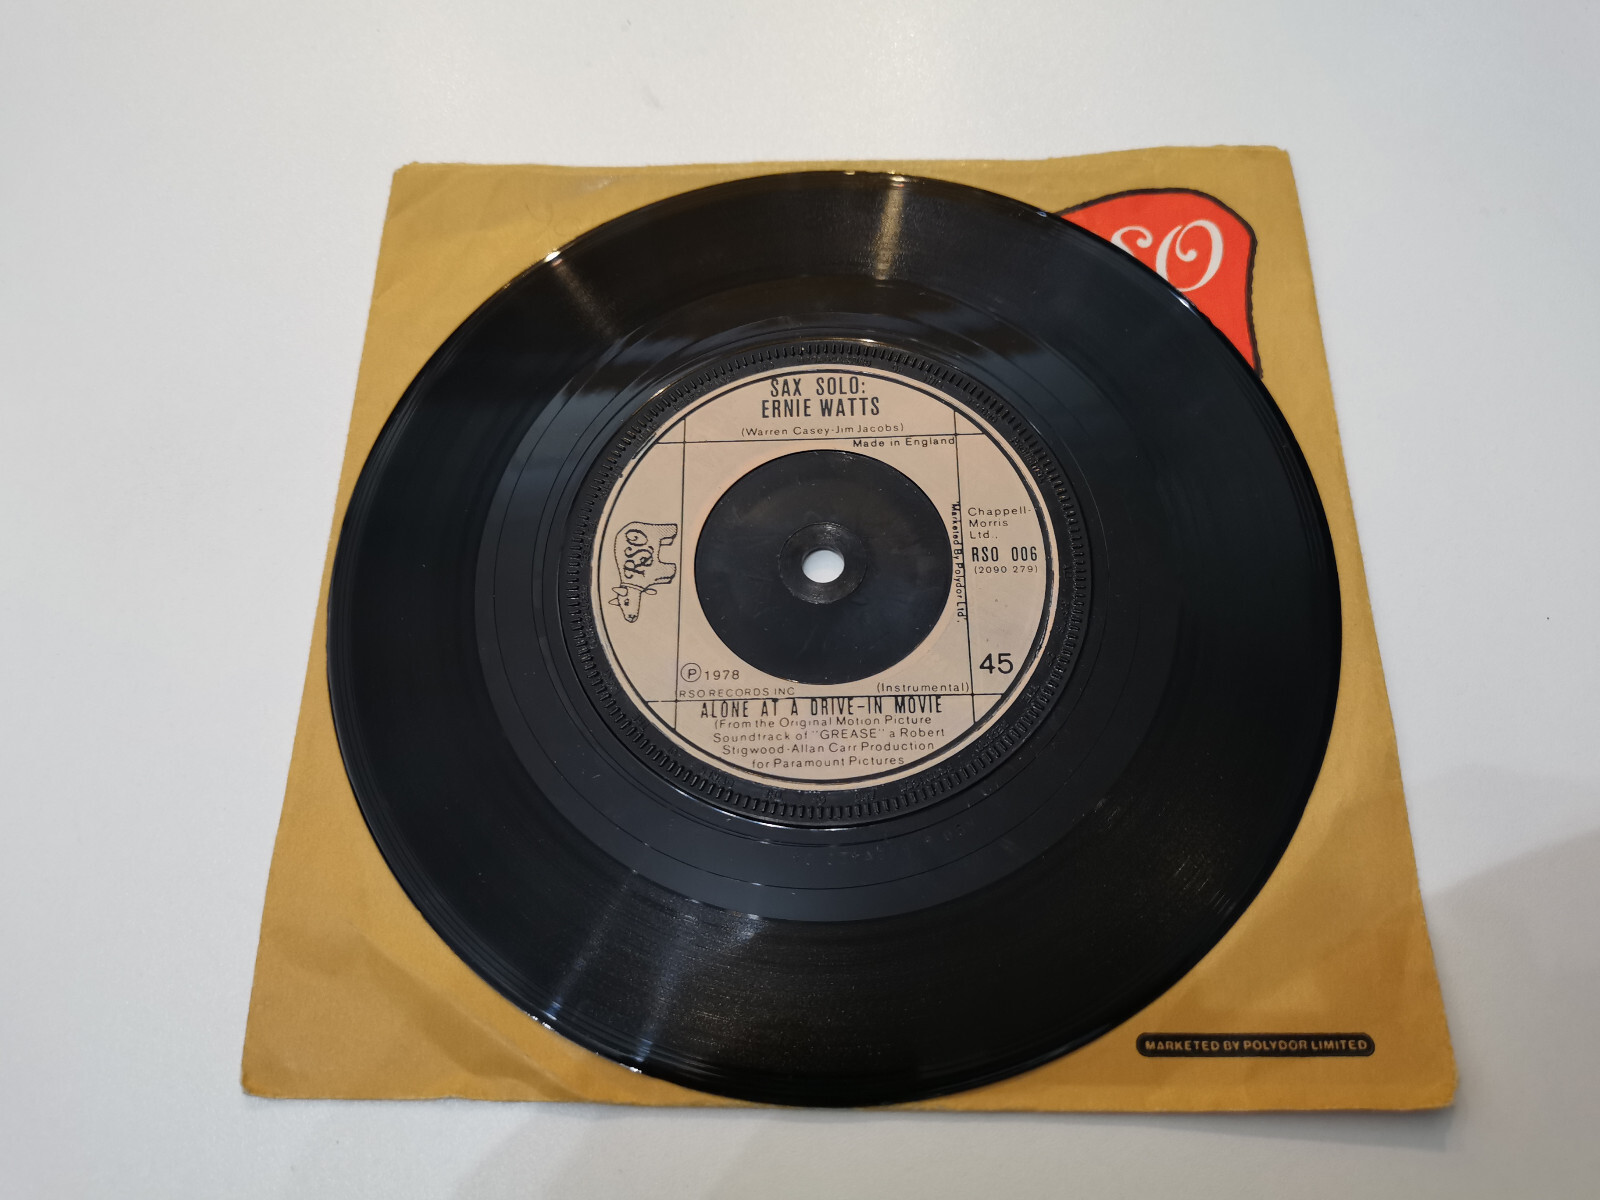 SO
SAX SOLO:
ERNIE WATTS
(Warren Casey-Jim Jacobs)
Made in England
Chappell-
Morris
Ltd.,
RSO 006
(2090 279)
"Marketed By Polydor Ltd".
RSO
45
Ⓟ 1978
RSO RECORDS INC
(Instrumental)
ALONE AT A DRIVE-IN MOVIE
(From the Original Motion Picture
Soundtrack of "GREASE" a Robert
Stigwood-Allan Carr Production
for Paramount Pictures
MARKETED BY POLYDOR LIMITED